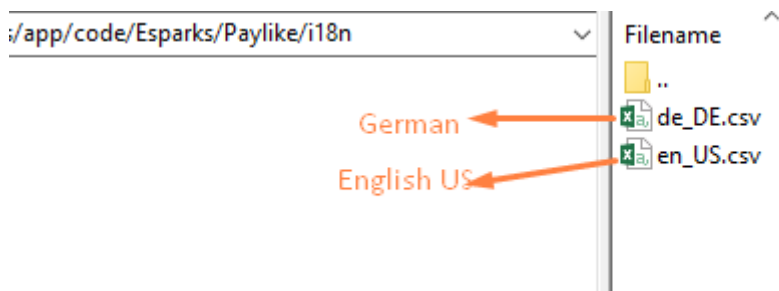 s/app/code/Esparks/Paylike/i18n
Filename
..
German
de_DE.csv
English US
en_US.csv